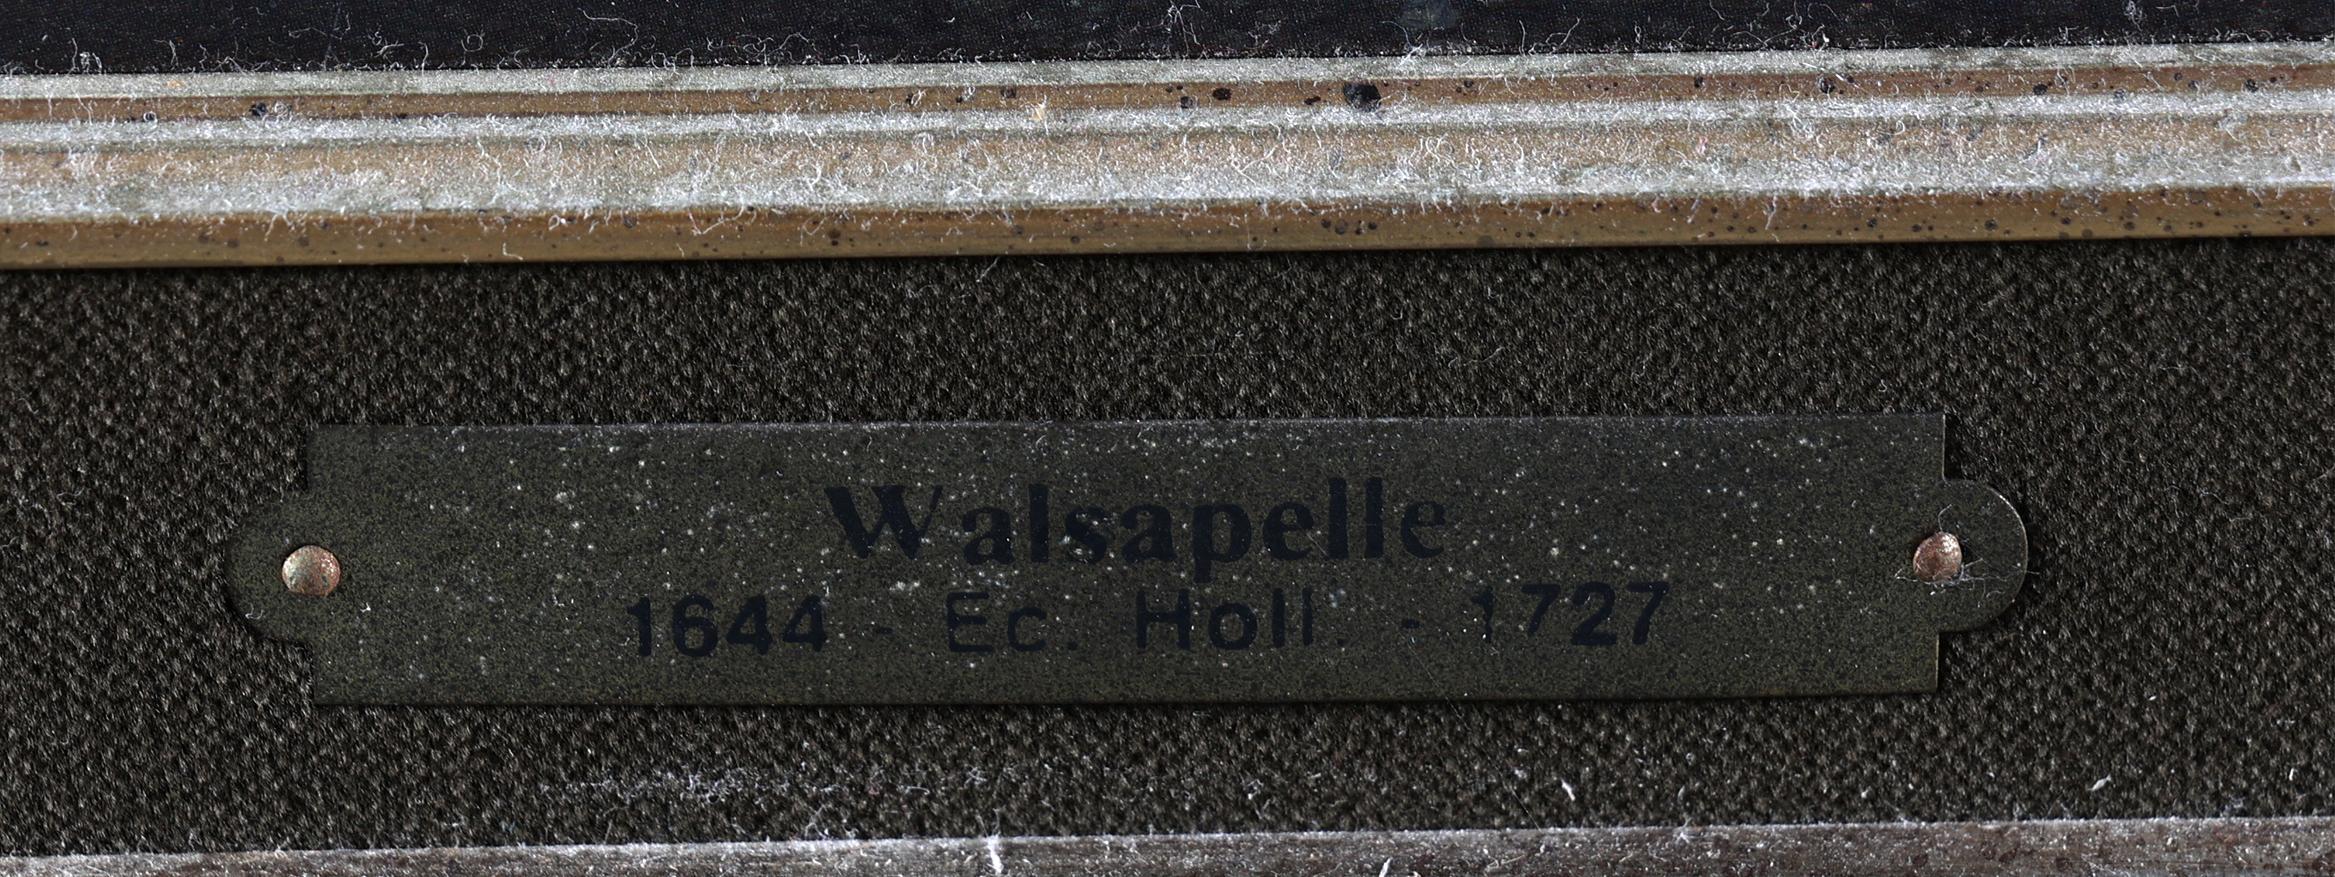 Walsapelle
1644 - Ec. Holl. - 1727